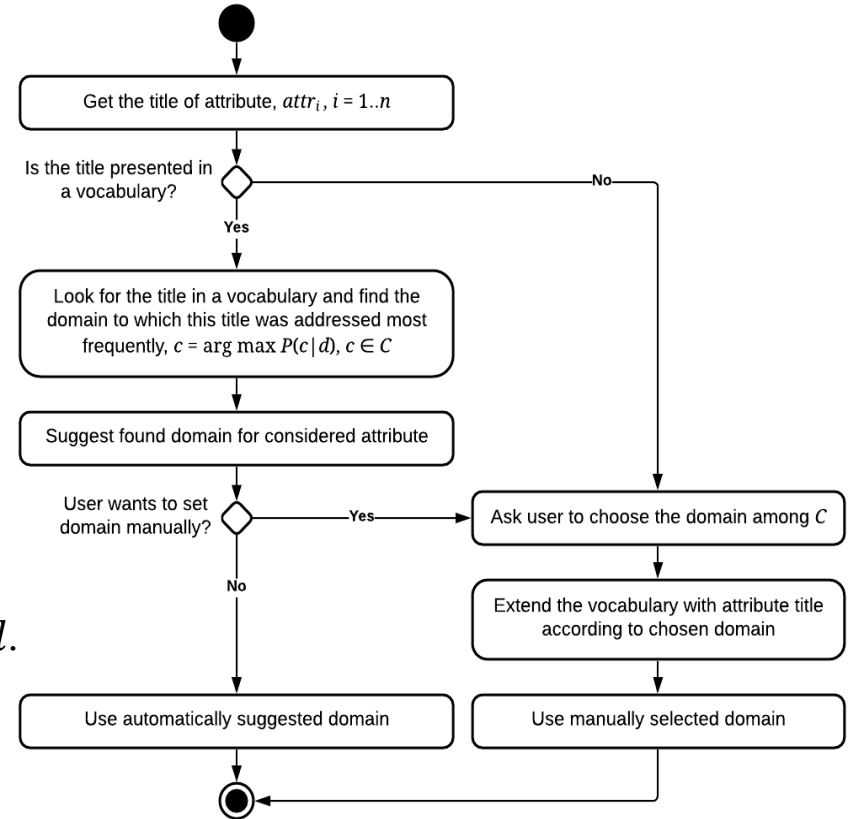 Get the title of attribute, attrᵢ, i = 1..n
Is the title presented in
a vocabulary?
No
Yes
Look for the title in a vocabulary and find the
domain to which this title was addressed most
frequently, c = arg max P(c|d), c ∈ C
Suggest found domain for considered attribute
User wants to set
domain manually?
Yes
Ask user to choose the domain among C
No
Extend the vocabulary with attribute title
according to chosen domain
Use automatically suggested domain
Use manually selected domain